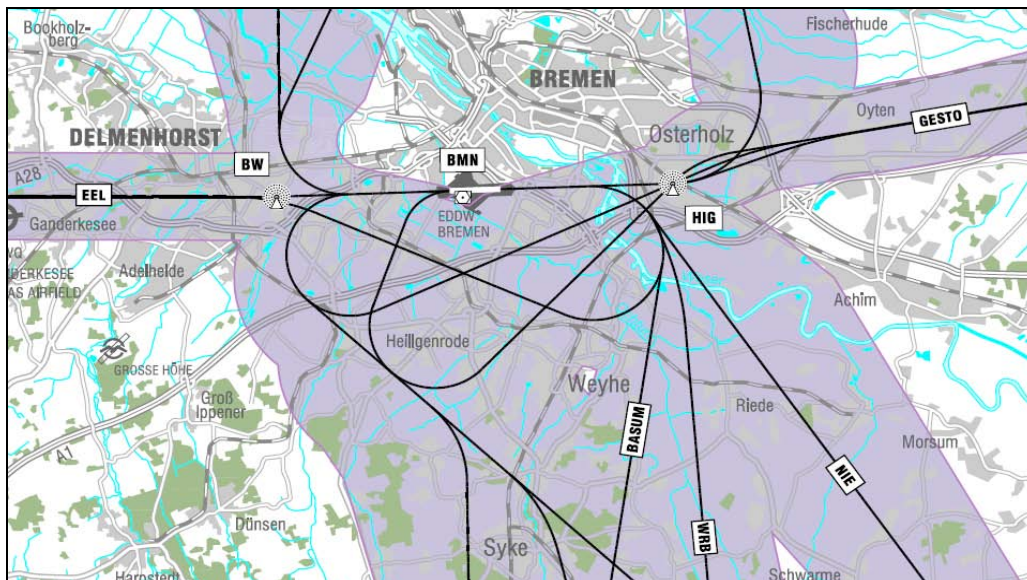 Bookholz-
berg
Fischerhude
BREMEN
DELMENHORST
Oyten
GESTO
Osterholz
BW
BMN
A28
EEL
Ganderkesee
EDDW
BREMEN
HIG
Adelheide
AS AIRFIELD
GROSSE HÖHE
Achim
Heiligenrode
Weyhe
Groß
Ippener
Riede
BASUM
Morsum
A1
NIE
Dünsen
WRB
Syke
Harpstedt
Schwarme